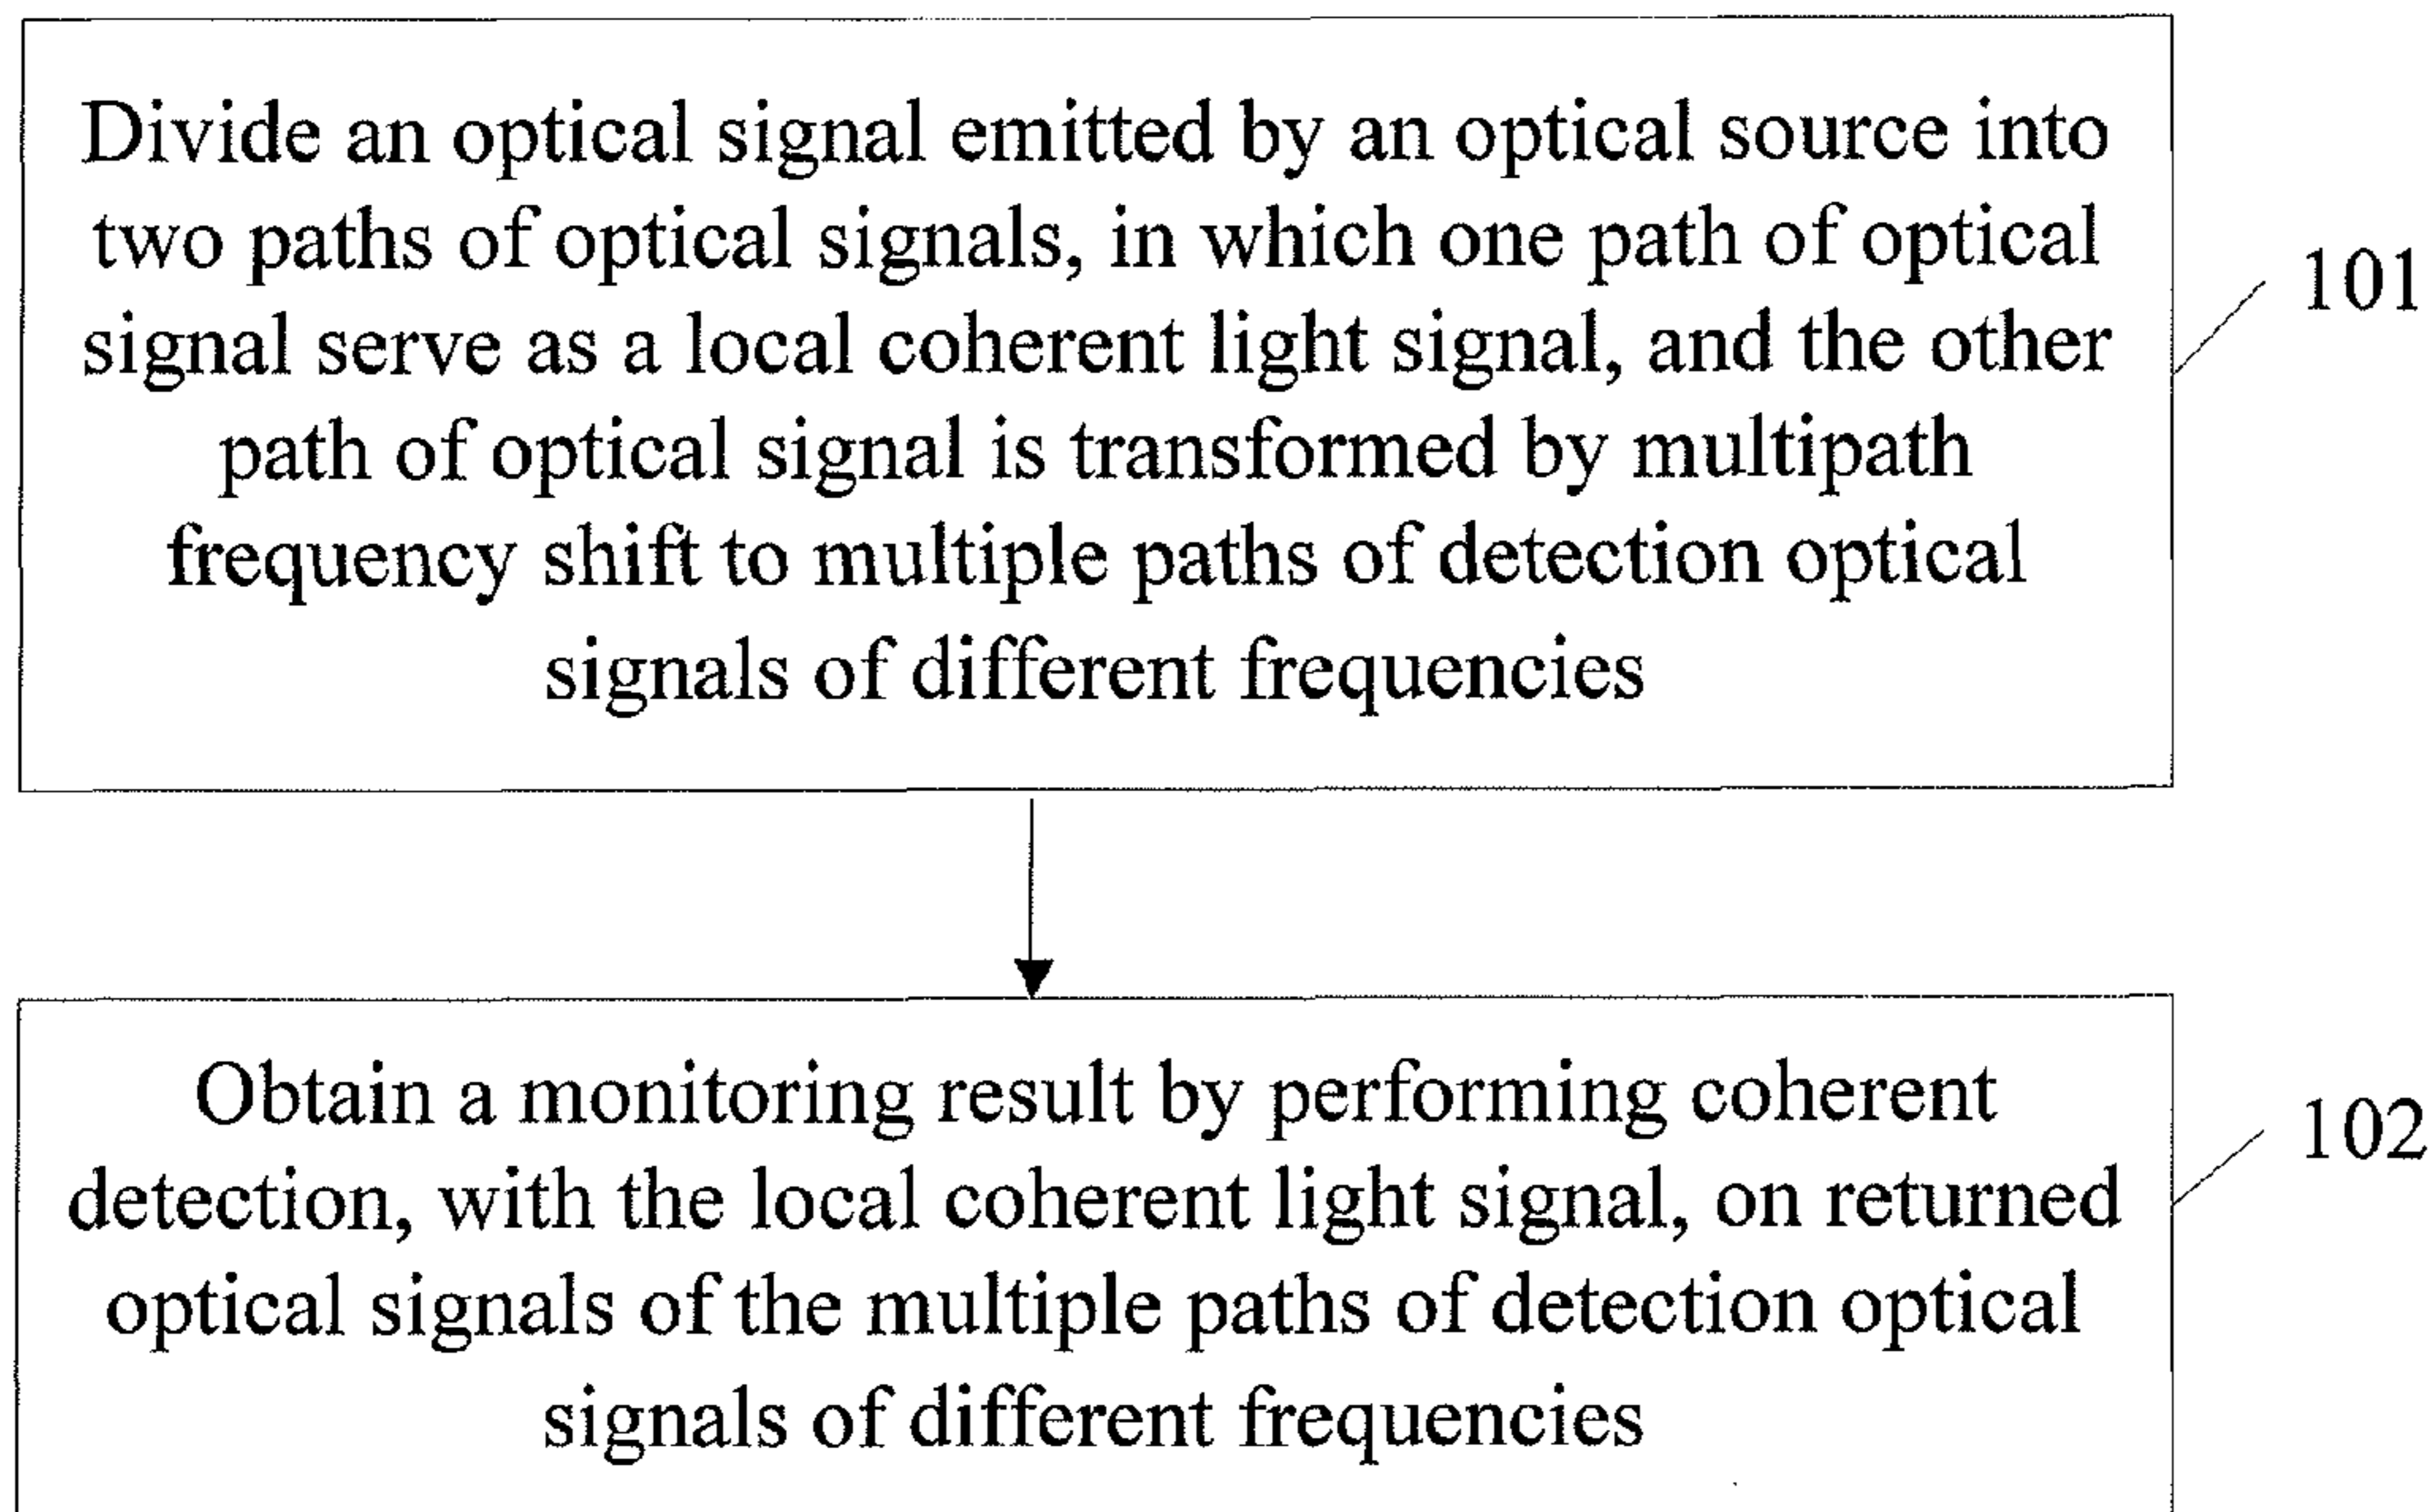 Divide an optical signal emitted by an optical source into
two paths of optical signals, in which one path of optical
signal serve as a local coherent light signal, and the other
path of optical signal is transformed by multipath
frequency shift to multiple paths of detection optical
signals of different frequencies
101
Obtain a monitoring result by performing coherent
detection, with the local coherent light signal, on returned
optical signals of the multiple paths of detection optical
signals of different frequencies
102